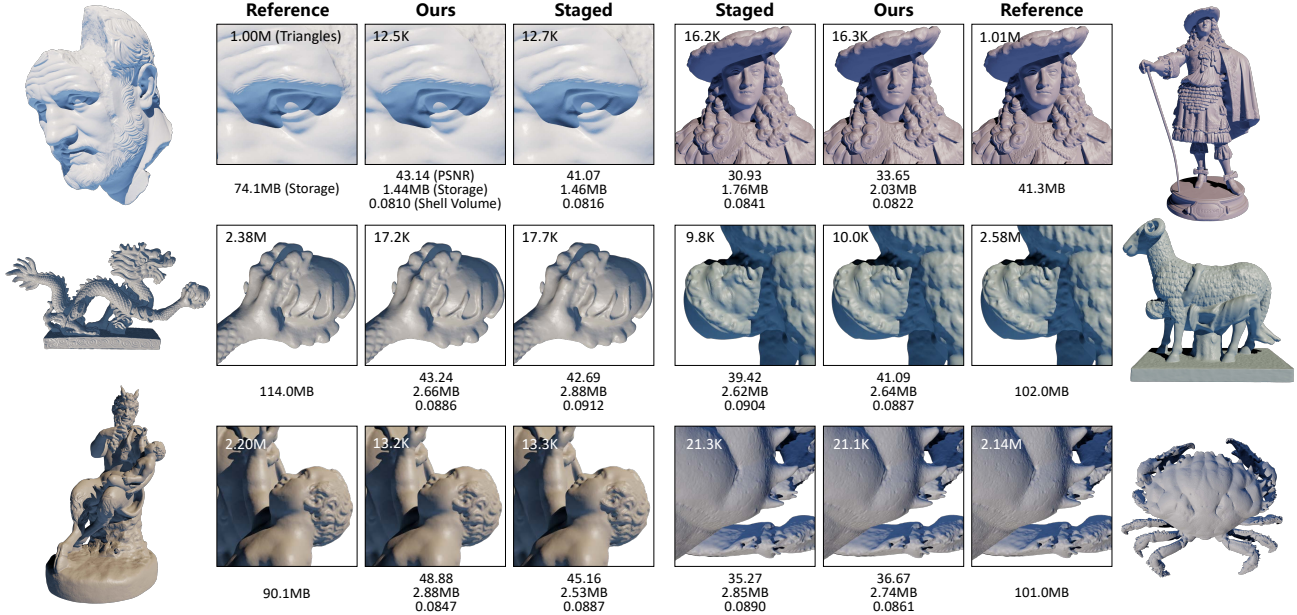 Reference Ours Staged Staged Ours Reference
1.00M (Triangles) 12.5K 12.7K 16.2K 16.3K 1.01M
74.1MB (Storage)
43.14 (PSNR)
1.44MB (Storage)
0.0810 (Shell Volume)
41.07
1.46MB
0.0816
30.93
1.76MB
0.0841
33.65
2.03MB
0.0822
41.3MB
2.38M 17.2K 17.7K 9.8K 10.0K 2.58M
114.0MB
43.24
2.66MB
0.0886
42.69
2.88MB
0.0912
39.42
2.62MB
0.0904
41.09
2.64MB
0.0887
102.0MB
2.20M 13.2K 13.3K 21.3K 21.1K 2.14M
90.1MB
48.88
2.88MB
0.0847
45.16
2.53MB
0.0887
35.27
2.85MB
0.0890
36.67
2.74MB
0.0861
101.0MB